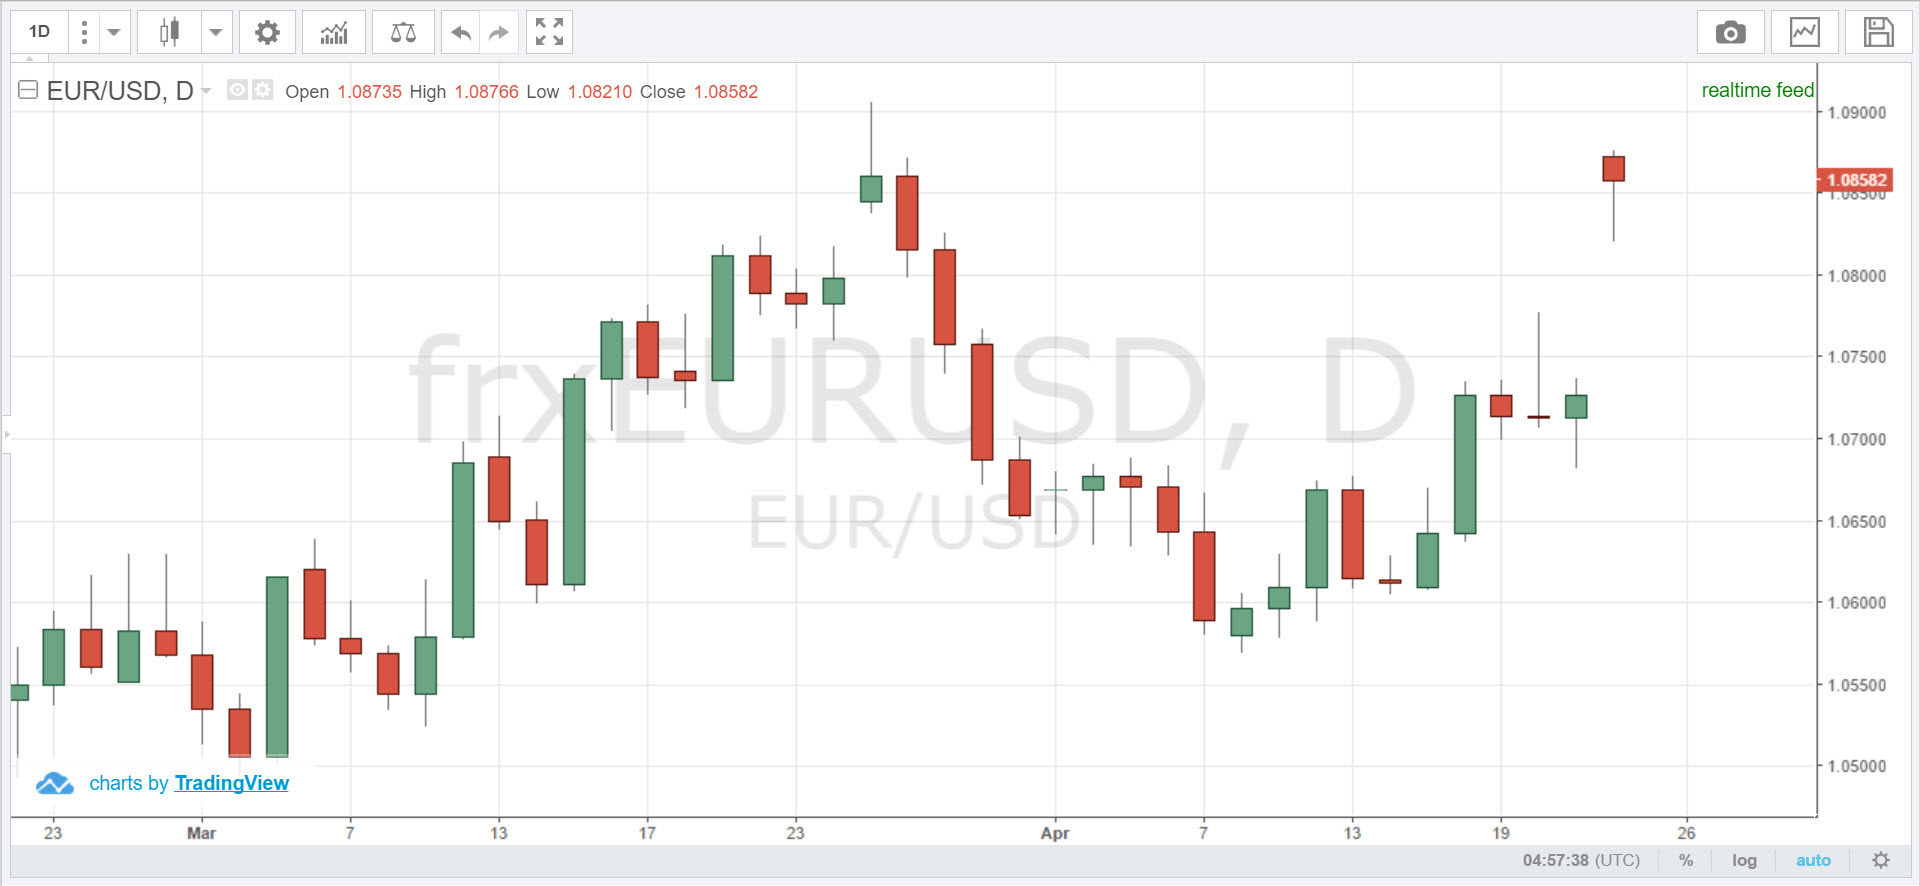 1D
EUR/USD, D Open 1.08735 High 1.08766 Low 1.08210 Close 1.08582
realtime feed
1.09000
1.08582
1.08500
1.08000
1.07500
1.07000
1.06500
1.06000
1.05500
1.05000
frxEURUSD, D
EUR/USD
charts by TradingView
23 Mar 7 13 17 23 Apr 7 13 19 26
04:57:38 (UTC) % log auto